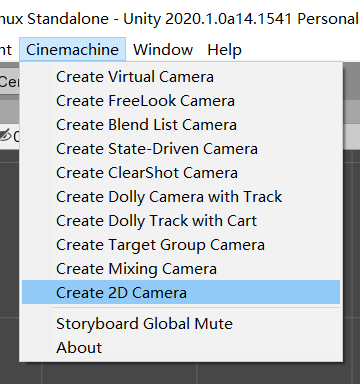 nux Standalone - Unity 2020.1.0a14.1541 Personal
nt Cinemachine Window Help
Cen
Create Virtual Camera
Create FreeLook Camera
Create Blend List Camera
Create State-Driven Camera
Create ClearShot Camera
Create Dolly Camera with Track
Create Dolly Track with Cart
Create Target Group Camera
Create Mixing Camera
Create 2D Camera
Storyboard Global Mute
About